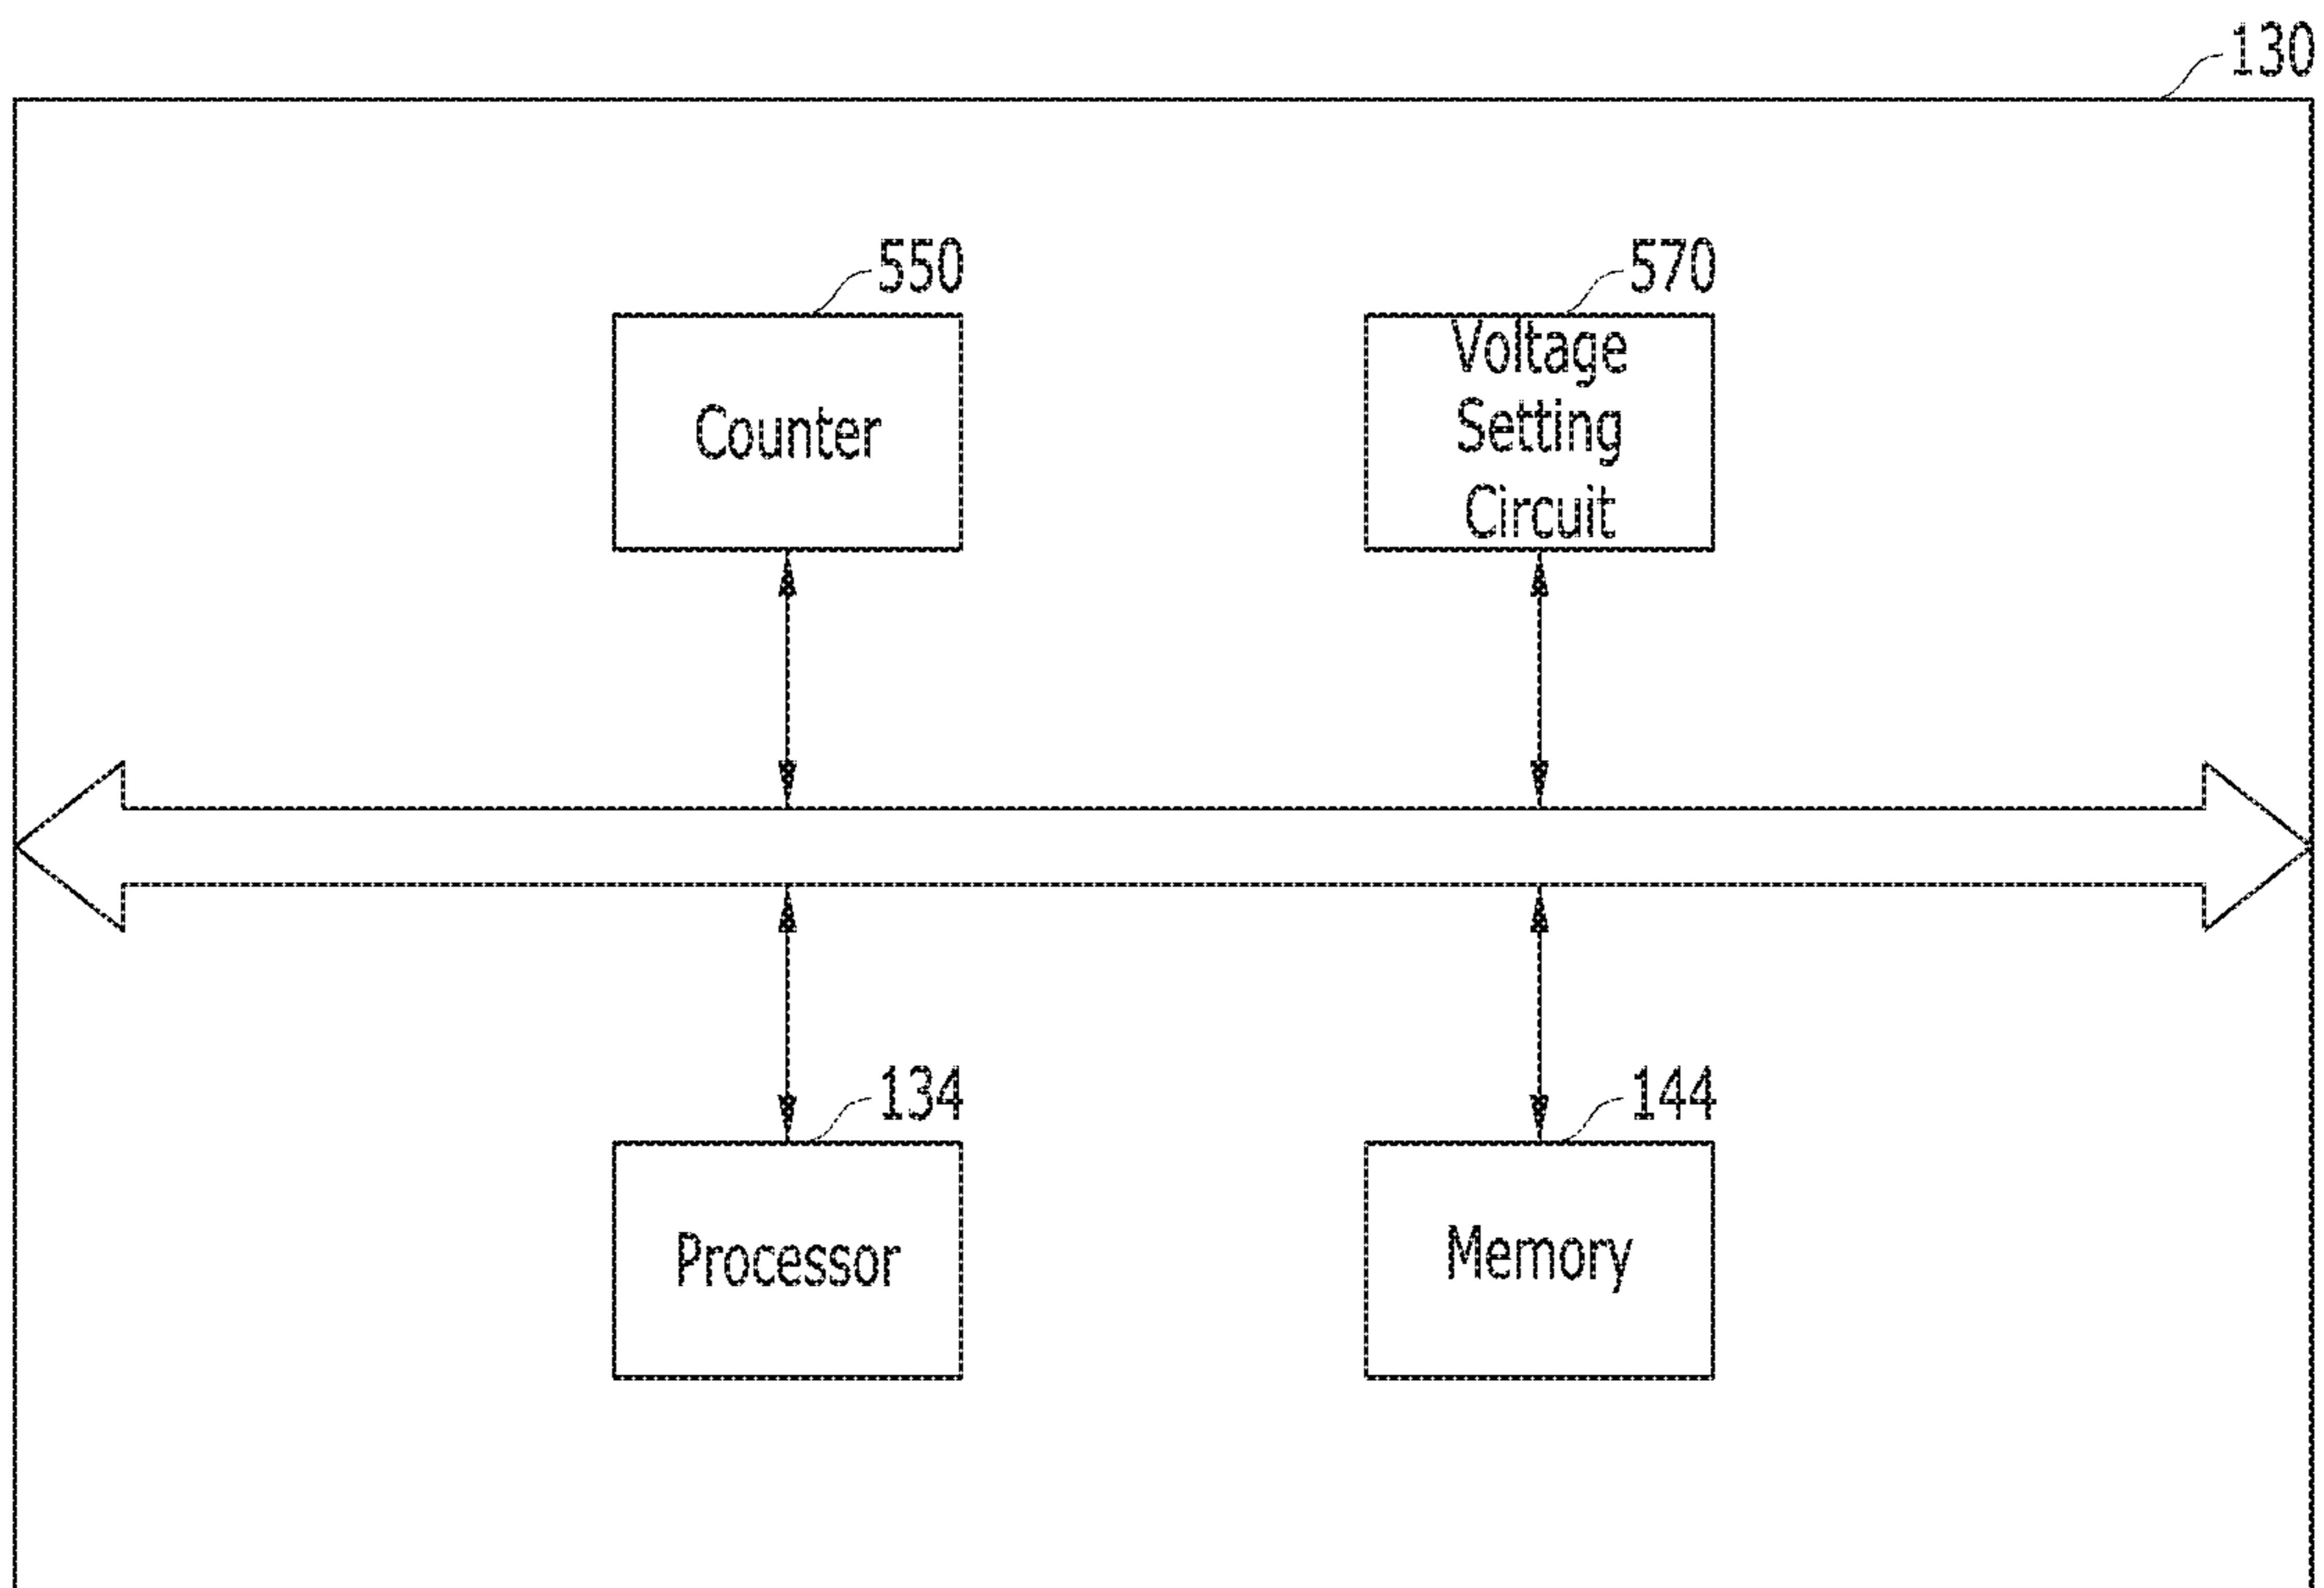 130
550
570
Counter
Voltage
Setting
Circuit
134
144
Processor
Memory